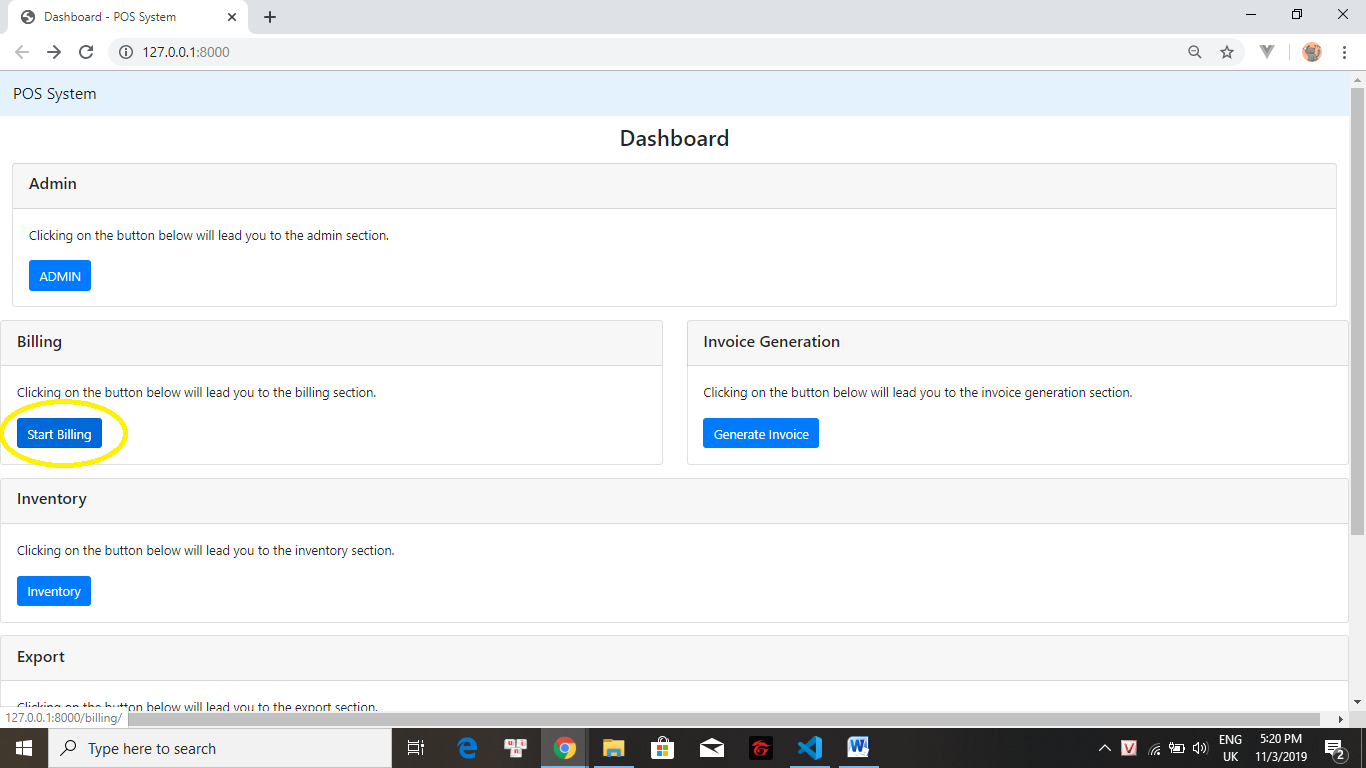 Dashboard - POS System
127.0.0.1:8000
POS System
Dashboard
Admin
Clicking on the button below will lead you to the admin section.
ADMIN
Billing
Clicking on the button below will lead you to the billing section.
Start Billing
Invoice Generation
Clicking on the button below will lead you to the invoice generation section.
Generate Invoice
Inventory
Clicking on the button below will lead you to the inventory section.
Inventory
Export
Clicking on the button below will lead you to the export section.
127.0.0.1:8000/billing/
Type here to search
ENG
UK
5:20 PM
11/3/2019
2